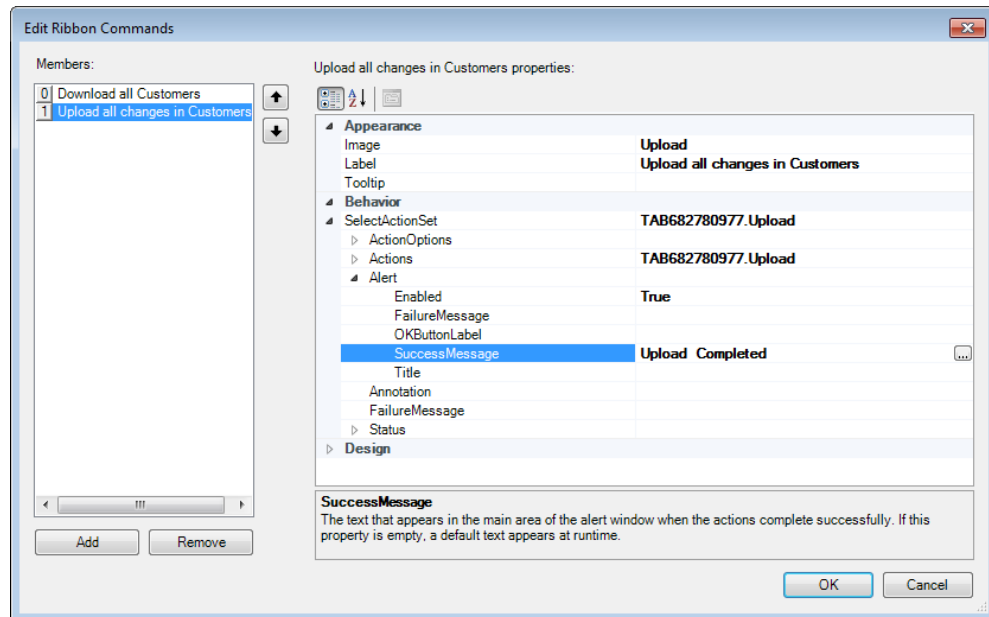 Edit Ribbon Commands
Members:
0 Download all Customers
1 Upload all changes in Customers
Add
Remove
Upload all changes in Customers properties:
Appearance
Image Upload
Label Upload all changes in Customers
Tooltip
Behavior
SelectActionSet TAB682780977.Upload
ActionOptions
Actions TAB682780977.Upload
Alert
Enabled True
FailureMessage
OKButtonLabel
SuccessMessage Upload Completed ...
Title
Annotation
FailureMessage
Status
Design
SuccessMessage
The text that appears in the main area of the alert window when the actions complete successfully. If this
property is empty, a default text appears at runtime.
OK
Cancel